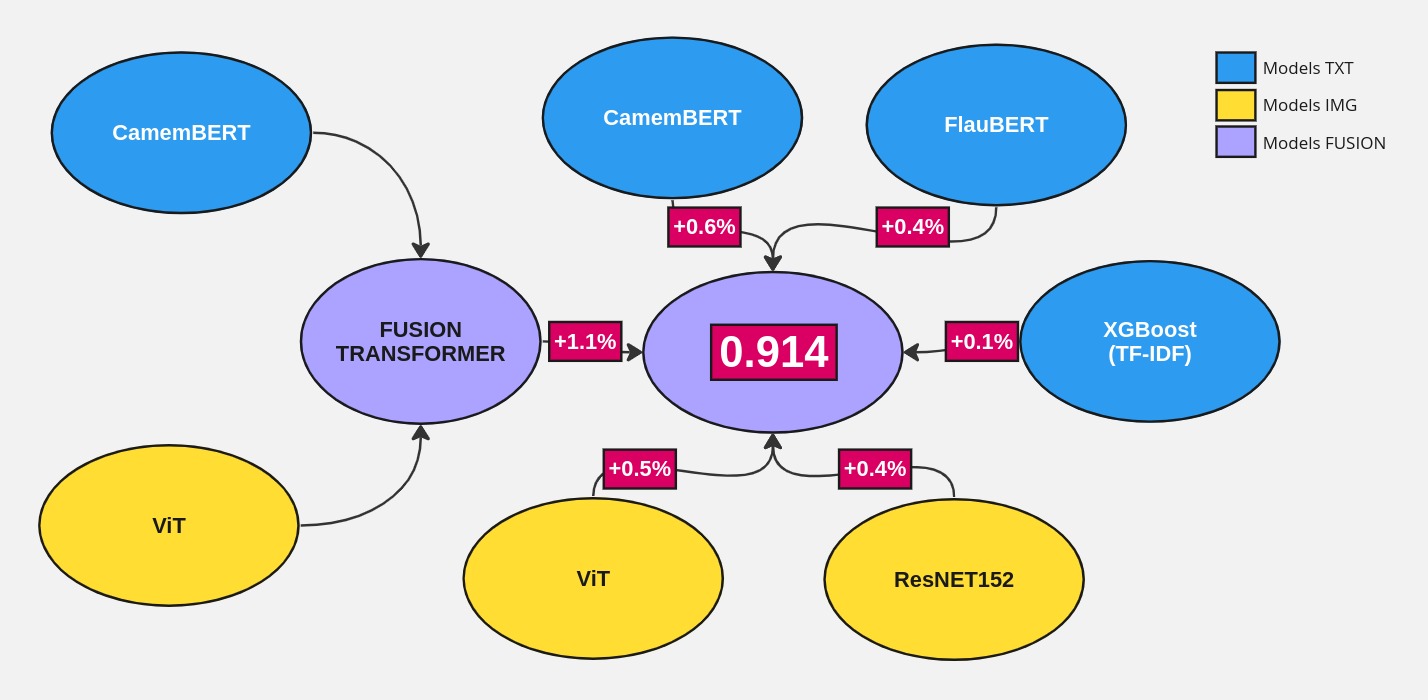 CamemBERT
CamemBERT
FlauBERT
Models TXT
Models IMG
Models FUSION
+0.6%
+0.4%
FUSION
TRANSFORMER
+1.1%
0.914
+0.1%
XGBoost
(TF-IDF)
+0.5%
+0.4%
ViT
ViT
ResNET152